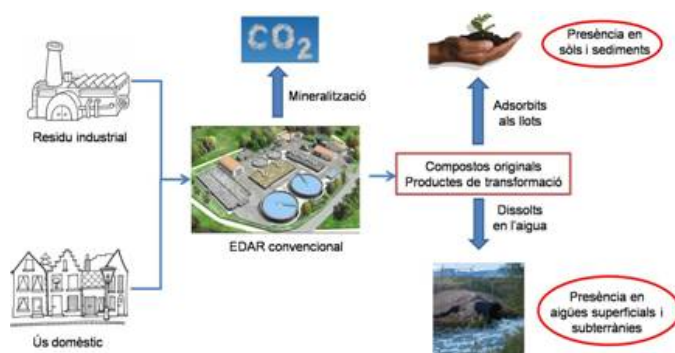 CO2
Presència en
sòls i sediments
Mineralització
Residu industrial
Adsorbits
als llots
Compostos originals
Productes de transformació
EDAR convencional
Dissolts
en l'aigua
Presència en
aigües superficials i
subterrànies
Ús domèstic